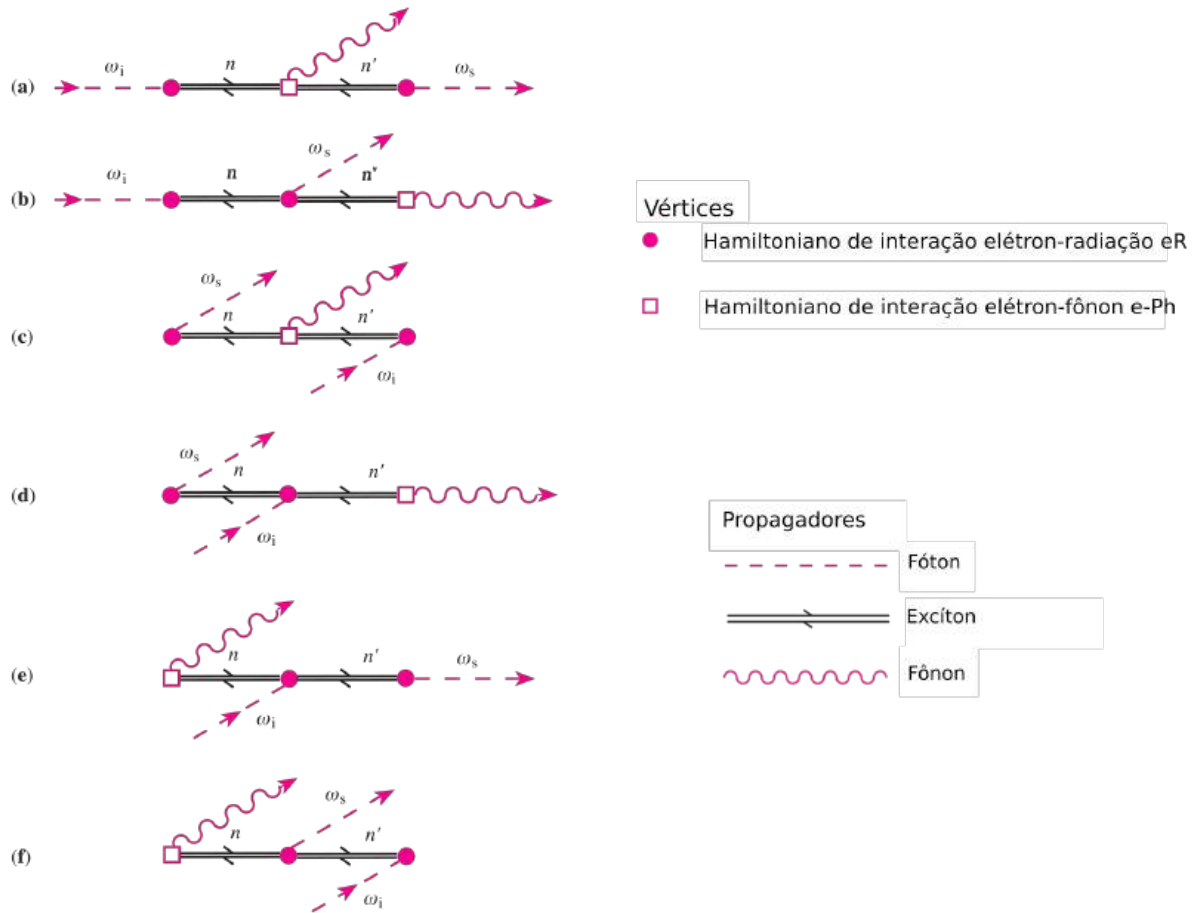 (a) ωi n n' ωs
(b) ωi n ωs n'
(c) ωs n n' ωi
(d) ωs n ωi n'
(e) n ωi n' ωs
(f) n ωs n' ωi
Vértices
Hamiltoniano de interação elétron-radiação eR
Hamiltoniano de interação elétron-fônon e-Ph
Propagadores
Fóton
Excíton
Fônon